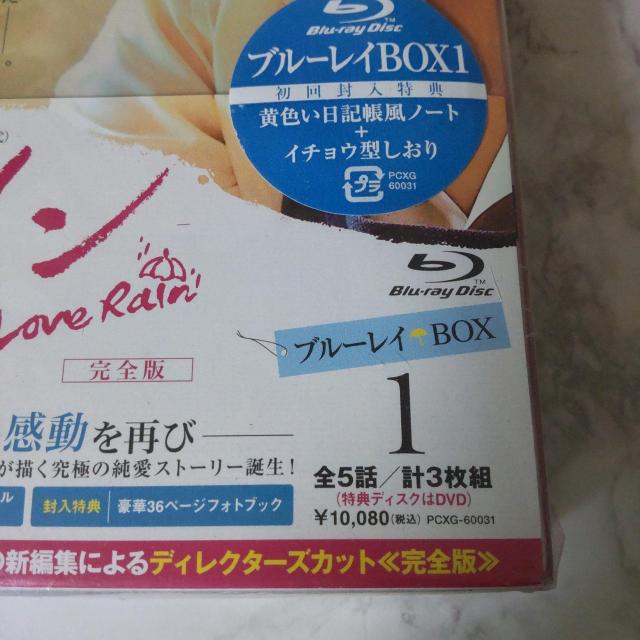 Blu-ray Disc™
ブルーレイBOX1
初回封入特典
黄色い日記帳風ノート
+
イチョウ型しおり
プラ
PCXG
60031
ン
Love Rain
Blu-ray Disc™
ブルーレイ BOX
完全版
1
感動を再び
が描く究極の純愛ストーリー誕生!
全5話/計3枚組
(特典ディスクはDVD)
ル
封入特典 豪華36ページフォトブック
¥10,080(税込) PCXG-60031
新編集によるディレクターズカット≪完全版≫